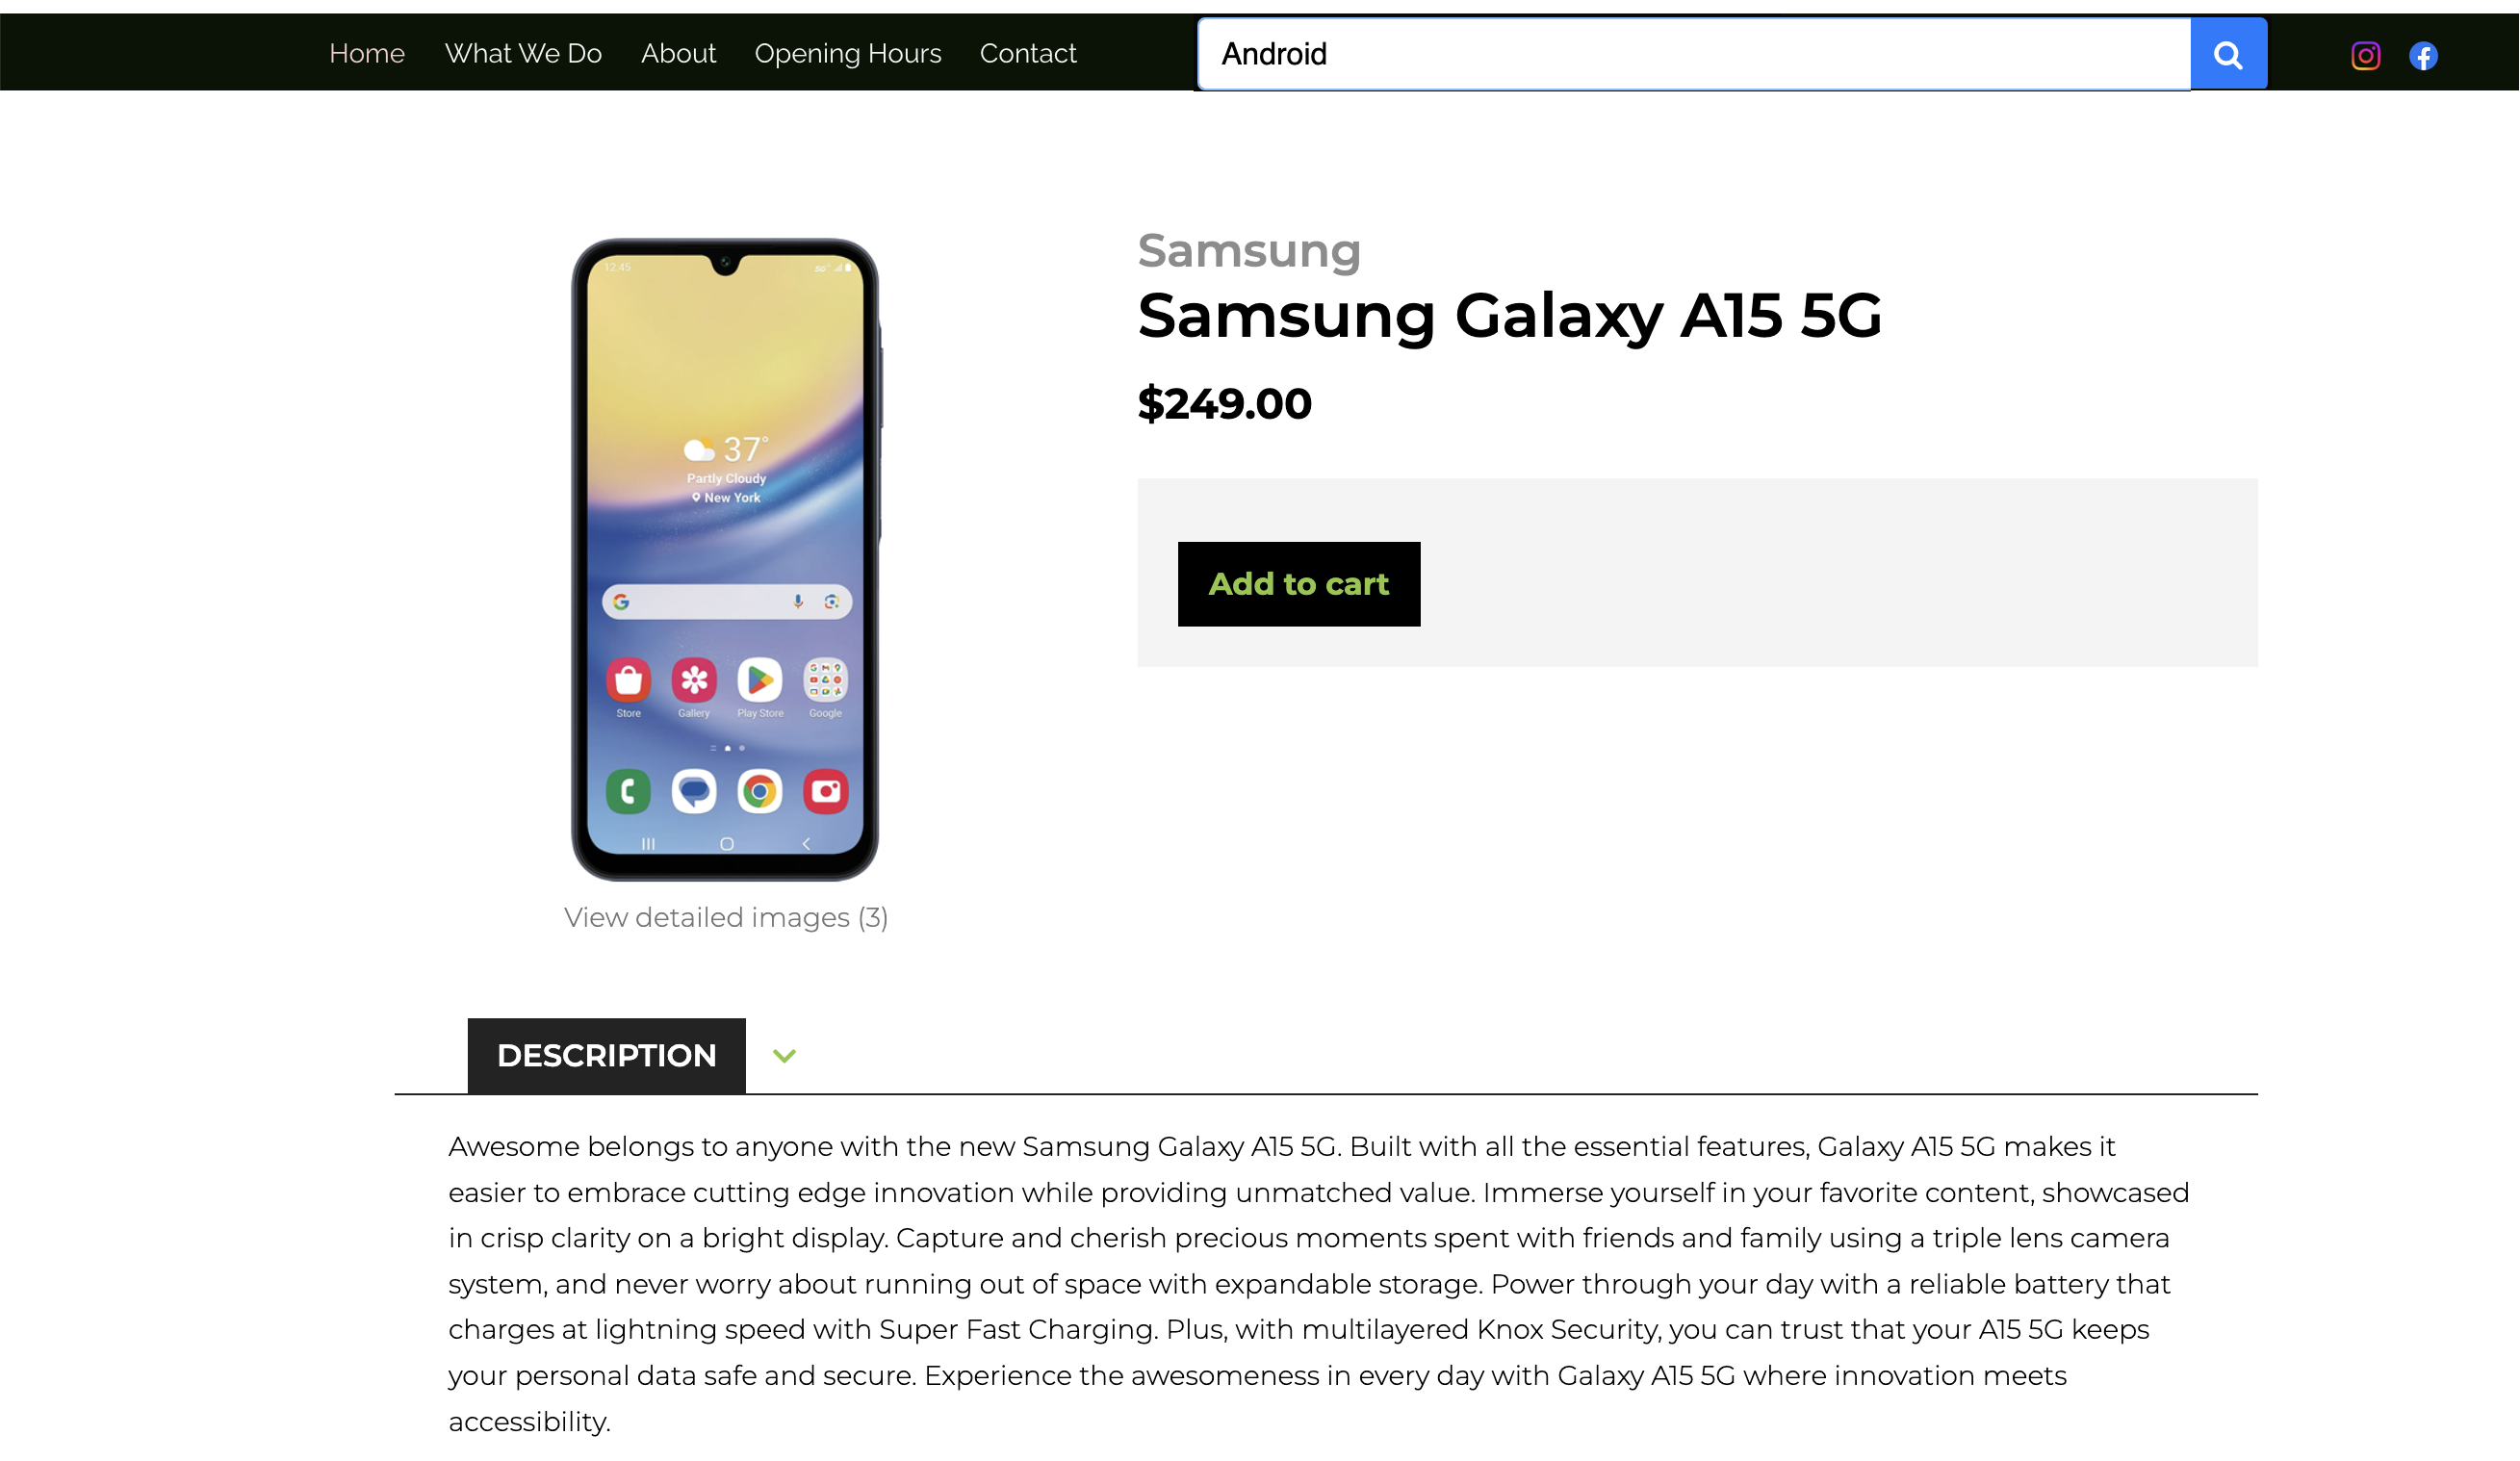 Home What We Do About Opening Hours Contact Android
Samsung
Samsung Galaxy A15 5G
$249.00
Add to cart
12:45 5G
37°
Partly Cloudy
New York
Store Gallery Play Store Google
View detailed images (3)
DESCRIPTION
Awesome belongs to anyone with the new Samsung Galaxy A15 5G. Built with all the essential features, Galaxy A15 5G makes it
easier to embrace cutting edge innovation while providing unmatched value. Immerse yourself in your favorite content, showcased
in crisp clarity on a bright display. Capture and cherish precious moments spent with friends and family using a triple lens camera
system, and never worry about running out of space with expandable storage. Power through your day with a reliable battery that
charges at lightning speed with Super Fast Charging. Plus, with multilayered Knox Security, you can trust that your A15 5G keeps
your personal data safe and secure. Experience the awesomeness in every day with Galaxy A15 5G where innovation meets
accessibility.